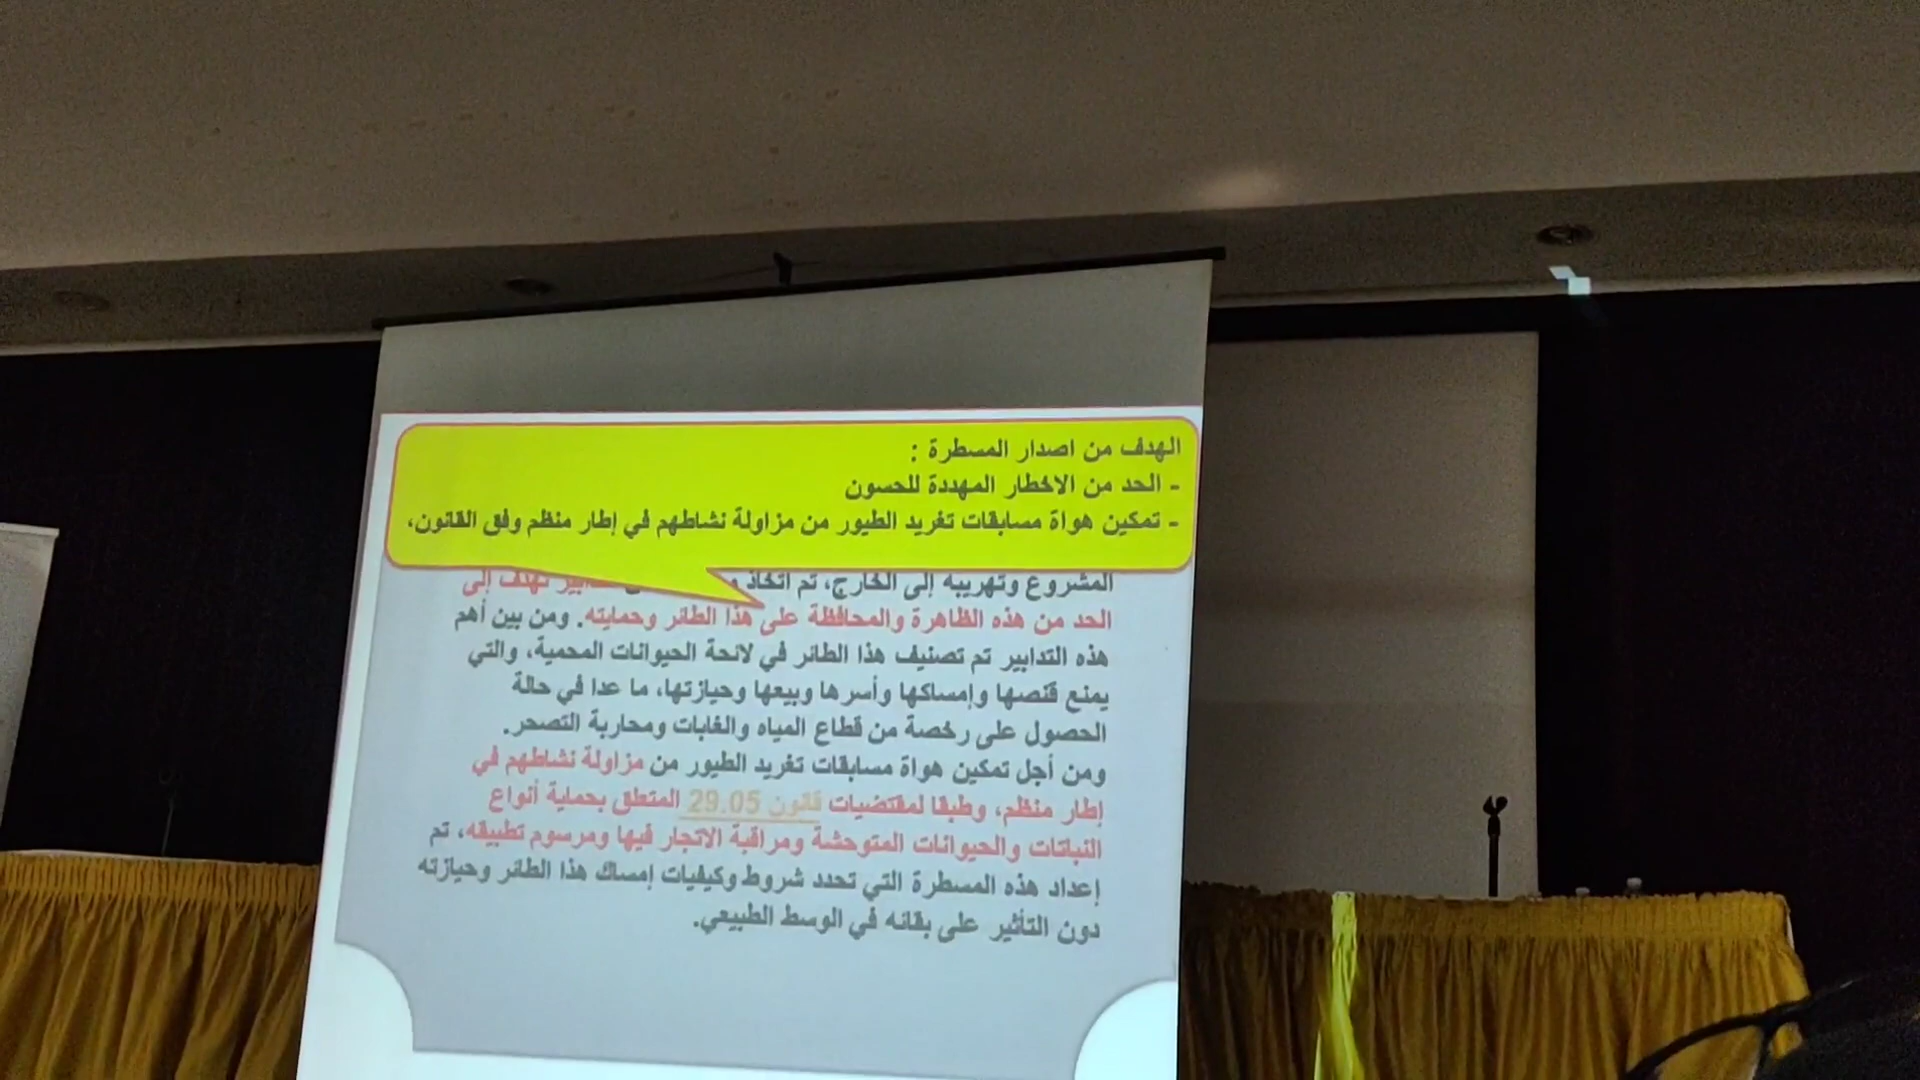 الهدف من اصدار المسطرة :
- الحد من الاخطار المهددة للحسون
- تمكين هواة مسابقات تغريد الطيور من مزاولة نشاطهم في إطار منظم وفق القانون،
المشروع وتهريبه إلى الخارج، تم اتخاذ تهدف إلى
الحد من هذه الظاهرة والمحافظة على هذا الطائر وحمايته. ومن بين أهم
هذه التدابير تم تصنيف هذا الطائر في لائحة الحيوانات المحمية، والتي
يمنع قنصها وإمساكها وأسرها وبيعها وحيازتها، ما عدا في حالة
الحصول على رخصة من قطاع المياه والغابات ومحاربة التصحر.
ومن أجل تمكين هواة مسابقات تغريد الطيور من مزاولة نشاطهم في
إطار منظم، وطبقا لمقتضيات قانون 29.05 المتعلق بحماية أنواع
النباتات والحيوانات المتوحشة ومراقبة الاتجار فيها ومرسوم تطبيقه، تم
إعداد هذه المسطرة التي تحدد شروط وكيفيات إمساك هذا الطائر وحيازته
دون التأثير على بقائه في الوسط الطبيعي.